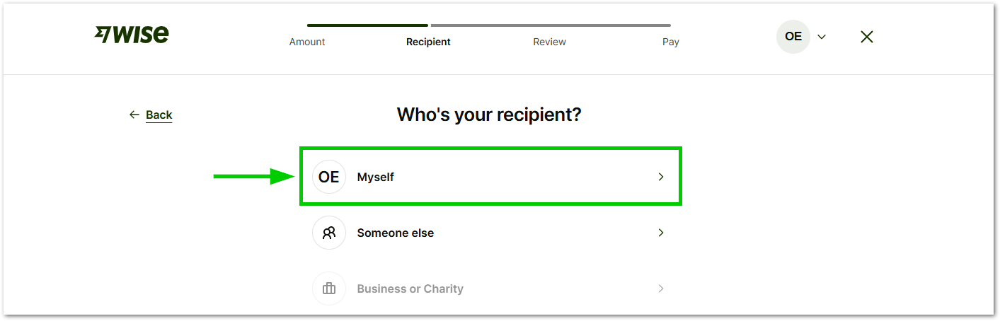 WISE
Amount
Recipient
Review
Pay
OE
Back
Who's your recipient?
OE Myself
Someone else
Business or Charity